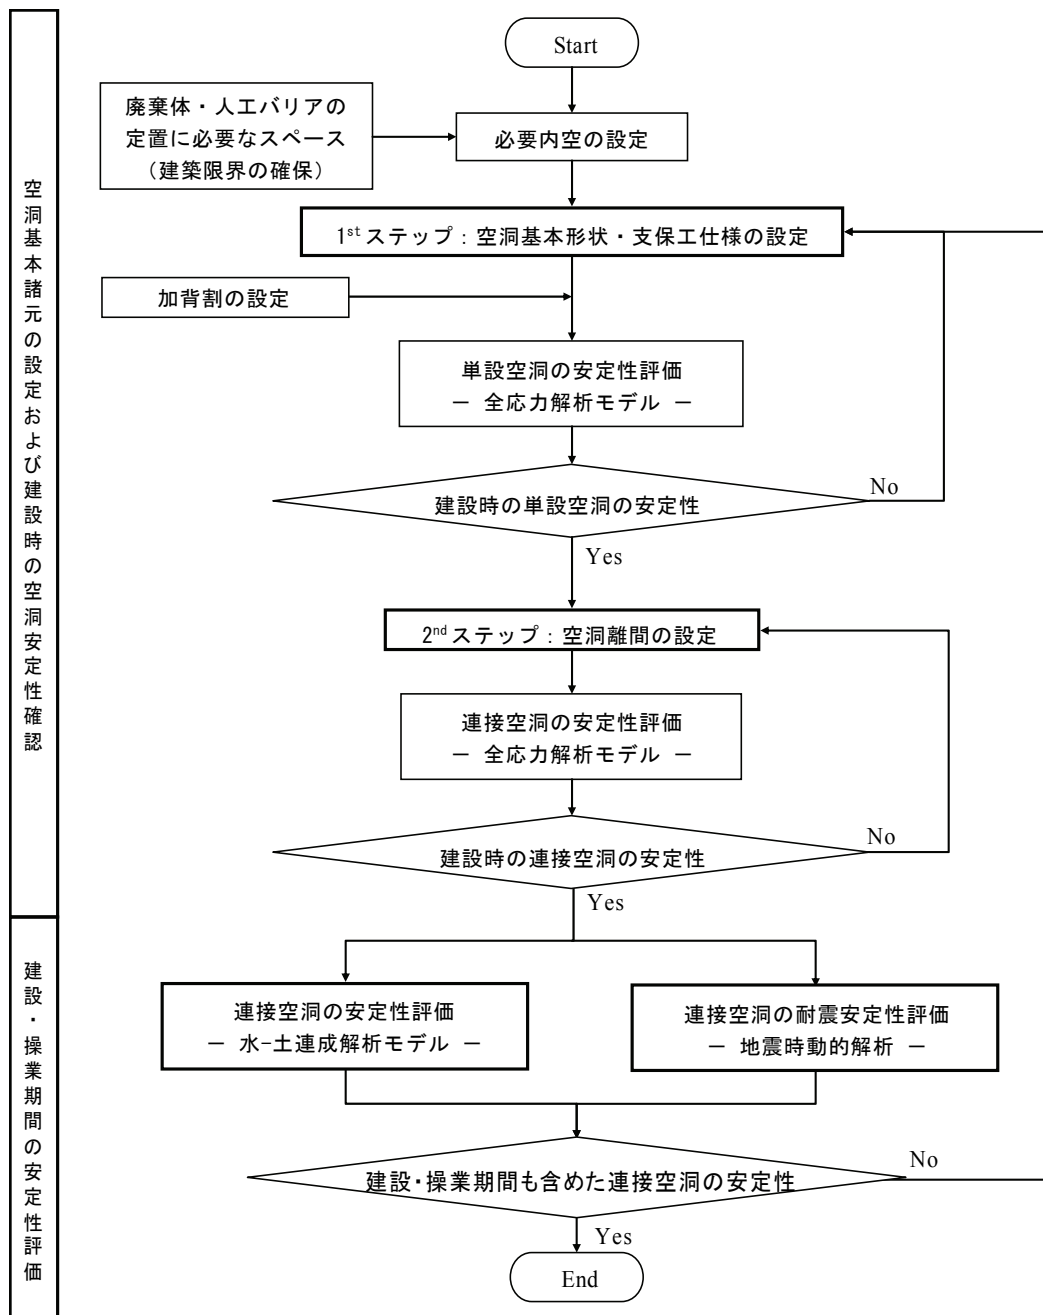 Start
廃棄体・人工バリアの
定置に必要なスペース
（建築限界の確保）
必要内空の設定
1st ステップ：空洞基本形状・支保工仕様の設定
加背割の設定
単設空洞の安定性評価
－ 全応力解析モデル －
建設時の単設空洞の安定性
No
Yes
2nd ステップ：空洞離間の設定
連接空洞の安定性評価
－ 全応力解析モデル －
建設時の連接空洞の安定性
No
Yes
連接空洞の安定性評価
－ 水-土連成解析モデル －
連接空洞の耐震安定性評価
－ 地震時動的解析 －
建設・操業期間も含めた連接空洞の安定性
No
Yes
End
空洞基本諸元の設定および建設時の空洞安定性確認
建設・操業期間の安定性評価